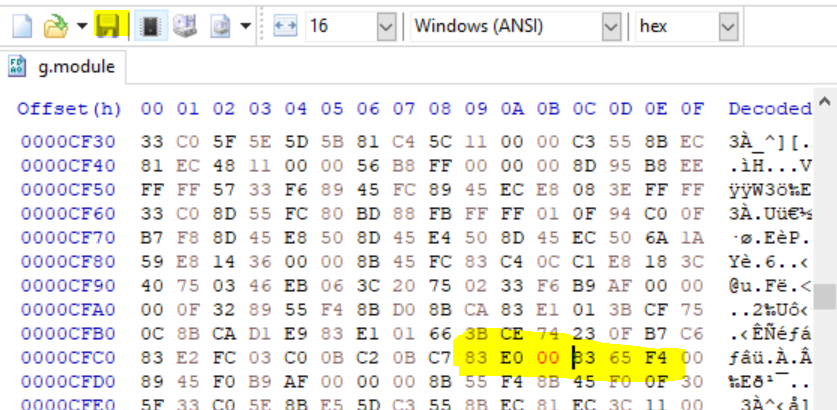 16 Windows (ANSI) hex
g.module
Offset(h) 00 01 02 03 04 05 06 07 08 09 0A 0B 0C 0D 0E 0F Decoded
0000CF30 33 C0 5F 5E 5D 5B 81 C4 5C 11 00 00 C3 55 8B EC 3À_^][.
0000CF40 81 EC 48 11 00 00 56 B8 FF 00 00 00 8D 95 B8 EE .ìH...V
0000CF50 FF FF 57 33 F6 89 45 FC 89 45 EC E8 08 3E FF FF ÿÿW3ö‰E
0000CF60 33 C0 8D 55 FC 80 BD 88 FB FF FF 01 0F 94 C0 0F 3À.Uü€½
0000CF70 B7 F8 8D 45 E8 50 8D 45 E4 50 8D 45 EC 50 6A 1A ·ø.EèP.
0000CF80 59 E8 14 36 00 00 8B 45 FC 83 C4 0C C1 E8 18 3C Yè.6..‹
0000CF90 40 75 03 46 EB 06 3C 20 75 02 33 F6 B9 AF 00 00 @u.Fë.<
0000CFA0 00 0F 32 89 55 F4 8B D0 8B CA 83 E1 01 3B CF 75 ..2‰Uô‹
0000CFB0 0C 8B CA D1 E9 83 E1 01 66 3B CE 74 23 0F B7 C6 .‹ÊÑéƒá
0000CFC0 83 E2 FC 03 C0 0B C2 0B C7 83 E0 00 83 65 F4 00 ƒâü.À.Â
0000CFD0 89 45 F0 B9 AF 00 00 00 8B 55 F4 8B 45 F0 0F 30 ‰Eð¹¯..
0000CFE0 5F 33 C0 5E 8B E5 5D C3 55 8B EC 81 EC 3C 11 00 _3À^‹å]